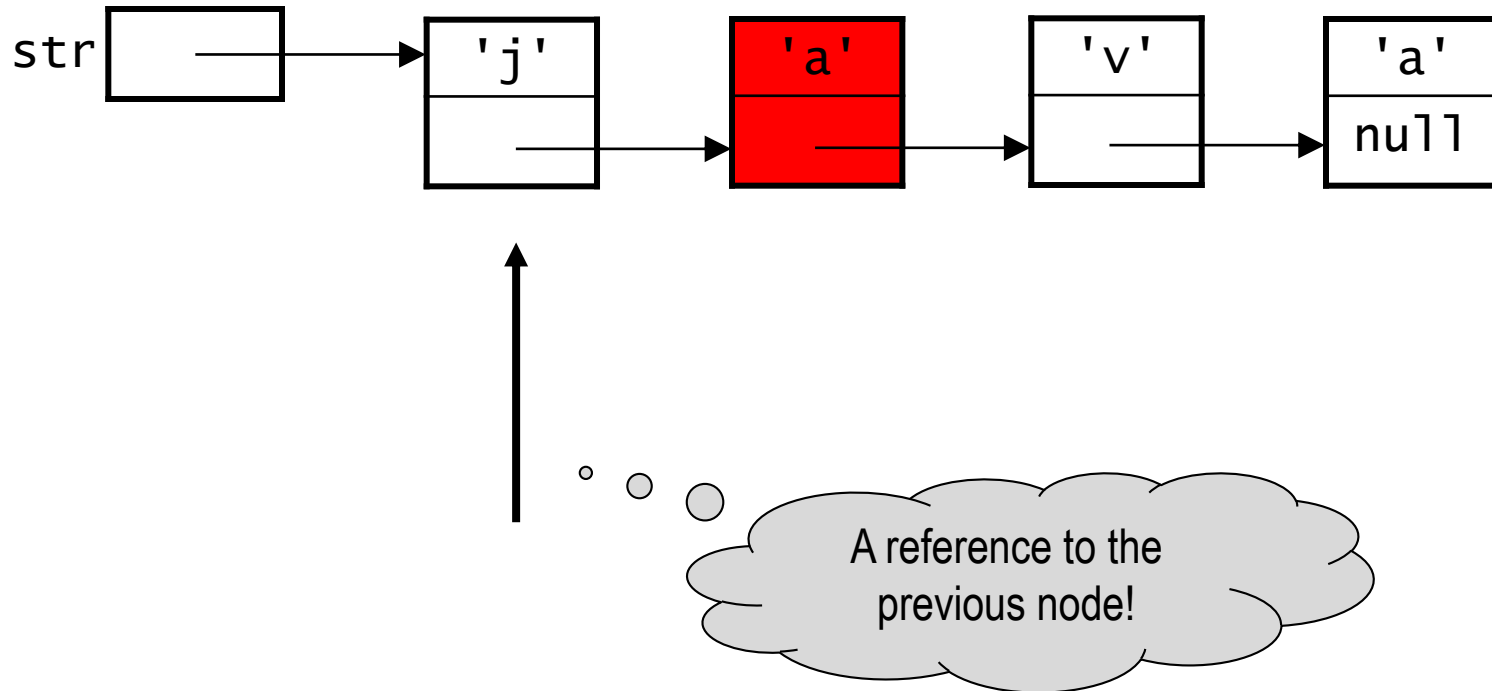 str
'j'
'a'
'v'
'a'
null
A reference to the
previous node!